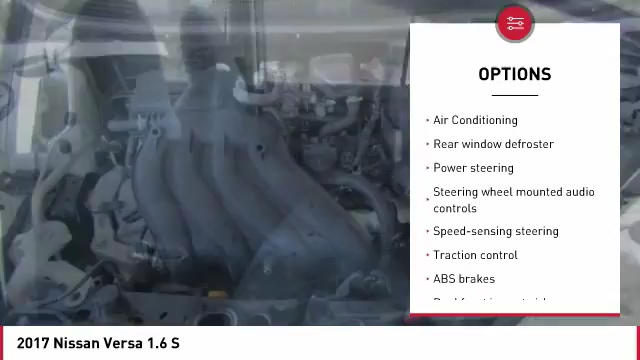 OPTIONS
Air Conditioning
Rear window defroster
Power steering
Steering wheel mounted audio
controls
Speed-sensing steering
Traction control
ABS brakes
2017 Nissan Versa 1.6 S